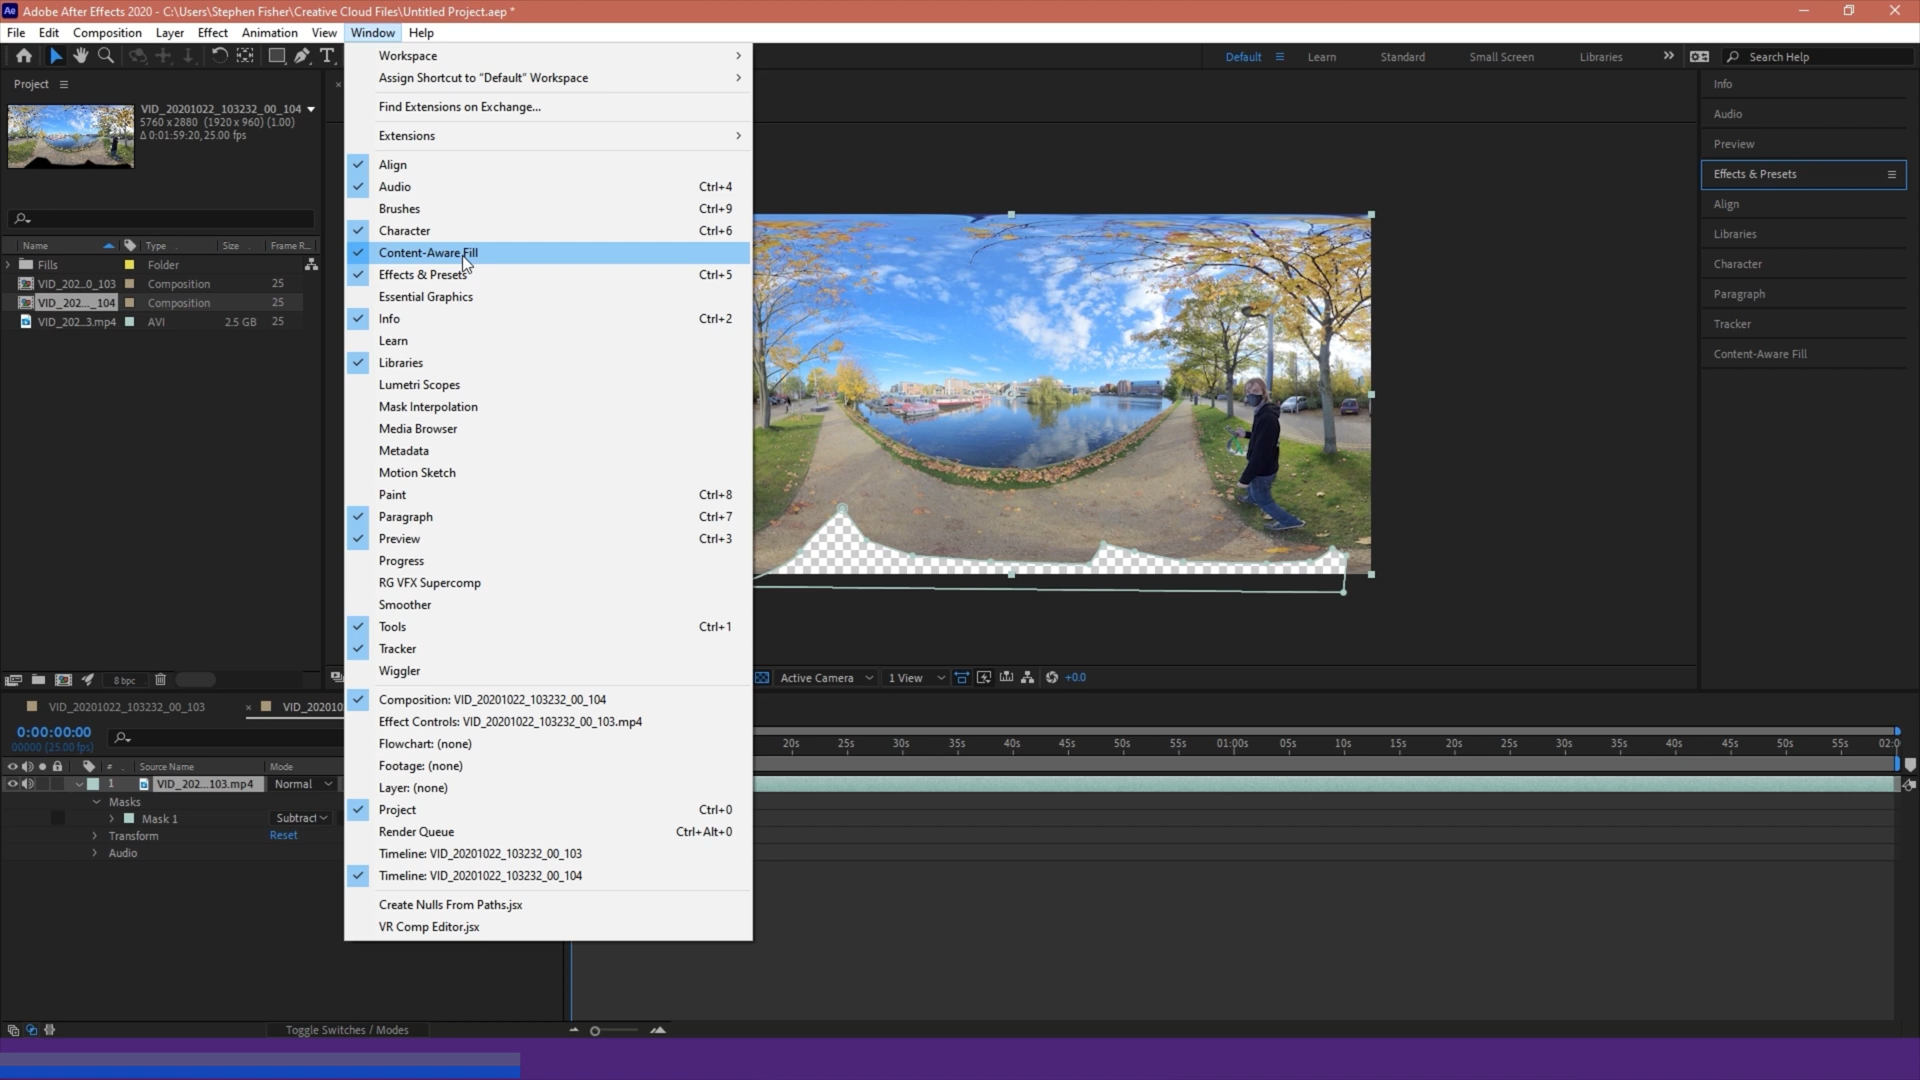 Adobe After Effects 2020 - C:\Users\Stephen Fisher\Creative Cloud Files\Untitled Project.aep *
File Edit Composition Layer Effect Animation View Window Help
Default Learn Standard Small Screen Libraries Search Help
Project
VID_20201022_103232_00_104
5760 x 2880 (1920 x 960) (1.00)
Δ 0:01:59:20, 25.00 fps
Name Type Size Frame R...
Fills Folder
VID_202...0_103 Composition 25
VID_202..._104 Composition 25
VID_202...3.mp4 AVI 2.5 GB 25
8 bpc
Workspace
Assign Shortcut to “Default” Workspace
Find Extensions on Exchange...
Extensions
Align
Audio Ctrl+4
Brushes Ctrl+9
Character Ctrl+6
Content-Aware Fill
Effects & Presets Ctrl+5
Essential Graphics
Info Ctrl+2
Learn
Libraries
Lumetri Scopes
Mask Interpolation
Media Browser
Metadata
Motion Sketch
Paint Ctrl+8
Paragraph Ctrl+7
Preview Ctrl+3
Progress
RG VFX Supercomp
Smoother
Tools Ctrl+1
Tracker
Wiggler
Composition: VID_20201022_103232_00_104
Effect Controls: VID_20201022_103232_00_103.mp4
Flowchart: (none)
Footage: (none)
Layer: (none)
Project Ctrl+0
Render Queue Ctrl+Alt+0
Timeline: VID_20201022_103232_00_103
Timeline: VID_20201022_103232_00_104
Create Nulls From Paths.jsx
VR Comp Editor.jsx
Info
Audio
Preview
Effects & Presets
Align
Libraries
Character
Paragraph
Tracker
Content-Aware Fill
Active Camera 1 View +0.0
VID_20201022_103232_00_103 VID_202010
0:00:00:00
00000 (25.00 fps)
20s 25s 30s 35s 40s 45s 50s 55s 01:00s 05s 10s 15s 20s 25s 30s 35s 40s 45s 50s 55s 02:0
# Source Name Mode
1 VID_202...103.mp4 Normal
Masks
Mask 1 Subtract
Transform Reset
Audio
Toggle Switches / Modes